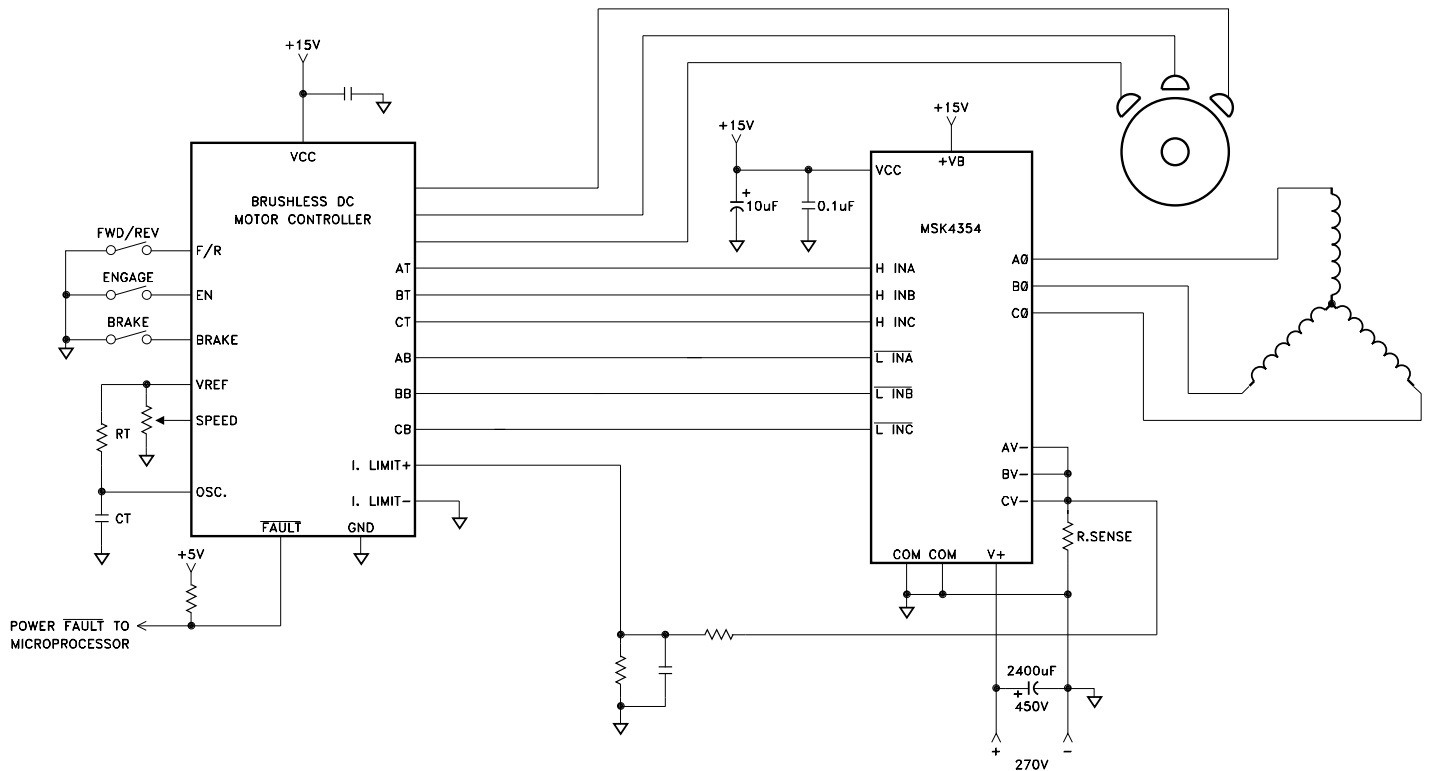 +15V
VCC
BRUSHLESS DC
MOTOR CONTROLLER
FWD/REV
F/R
ENGAGE
EN
BRAKE
BRAKE
VREF
SPEED
RT
OSC.
CT
AT
BT
CT
AB
BB
CB
I. LIMIT+
I. LIMIT-
FAULT
GND
+5V
POWER FAULT TO
MICROPROCESSOR
+15V
+
10uF
0.1uF
+15V
+VB
VCC
MSK4354
H INA
H INB
H INC
L INA
L INB
L INC
AØ
BØ
CØ
AV-
BV-
CV-
R.SENSE
COM COM V+
2400uF
+
450V
+ -
270V